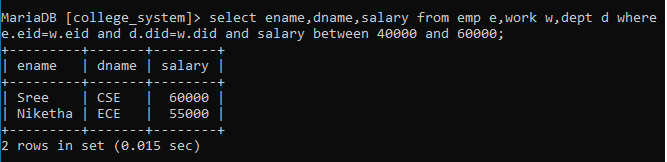 MariaDB [college_system]> select ename,dname,salary from emp e,work w,dept d where
e.eid=w.eid and d.did=w.did and salary between 40000 and 60000;
+---------+-------+--------+
| ename   | dname | salary |
+---------+-------+--------+
| Sree    | CSE   |  60000 |
| Niketha | ECE   |  55000 |
+---------+-------+--------+
2 rows in set (0.015 sec)